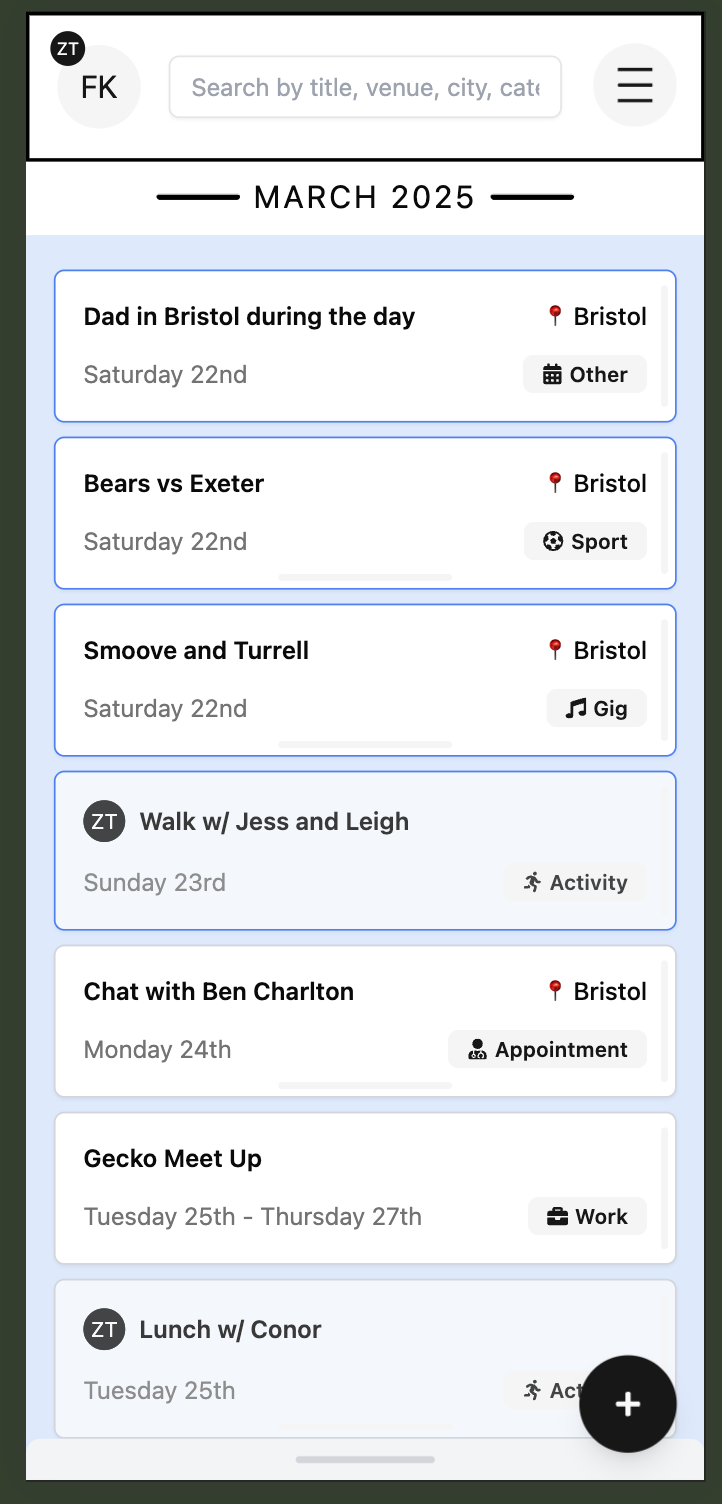 ZT
FK
Search by title, venue, city, cate
MARCH 2025
Dad in Bristol during the day
Bristol
Saturday 22nd
Other
Bears vs Exeter
Bristol
Saturday 22nd
Sport
Smoove and Turrell
Bristol
Saturday 22nd
Gig
ZT Walk w/ Jess and Leigh
Sunday 23rd
Activity
Chat with Ben Charlton
Bristol
Monday 24th
Appointment
Gecko Meet Up
Tuesday 25th - Thursday 27th
Work
ZT Lunch w/ Conor
Tuesday 25th
Act
+